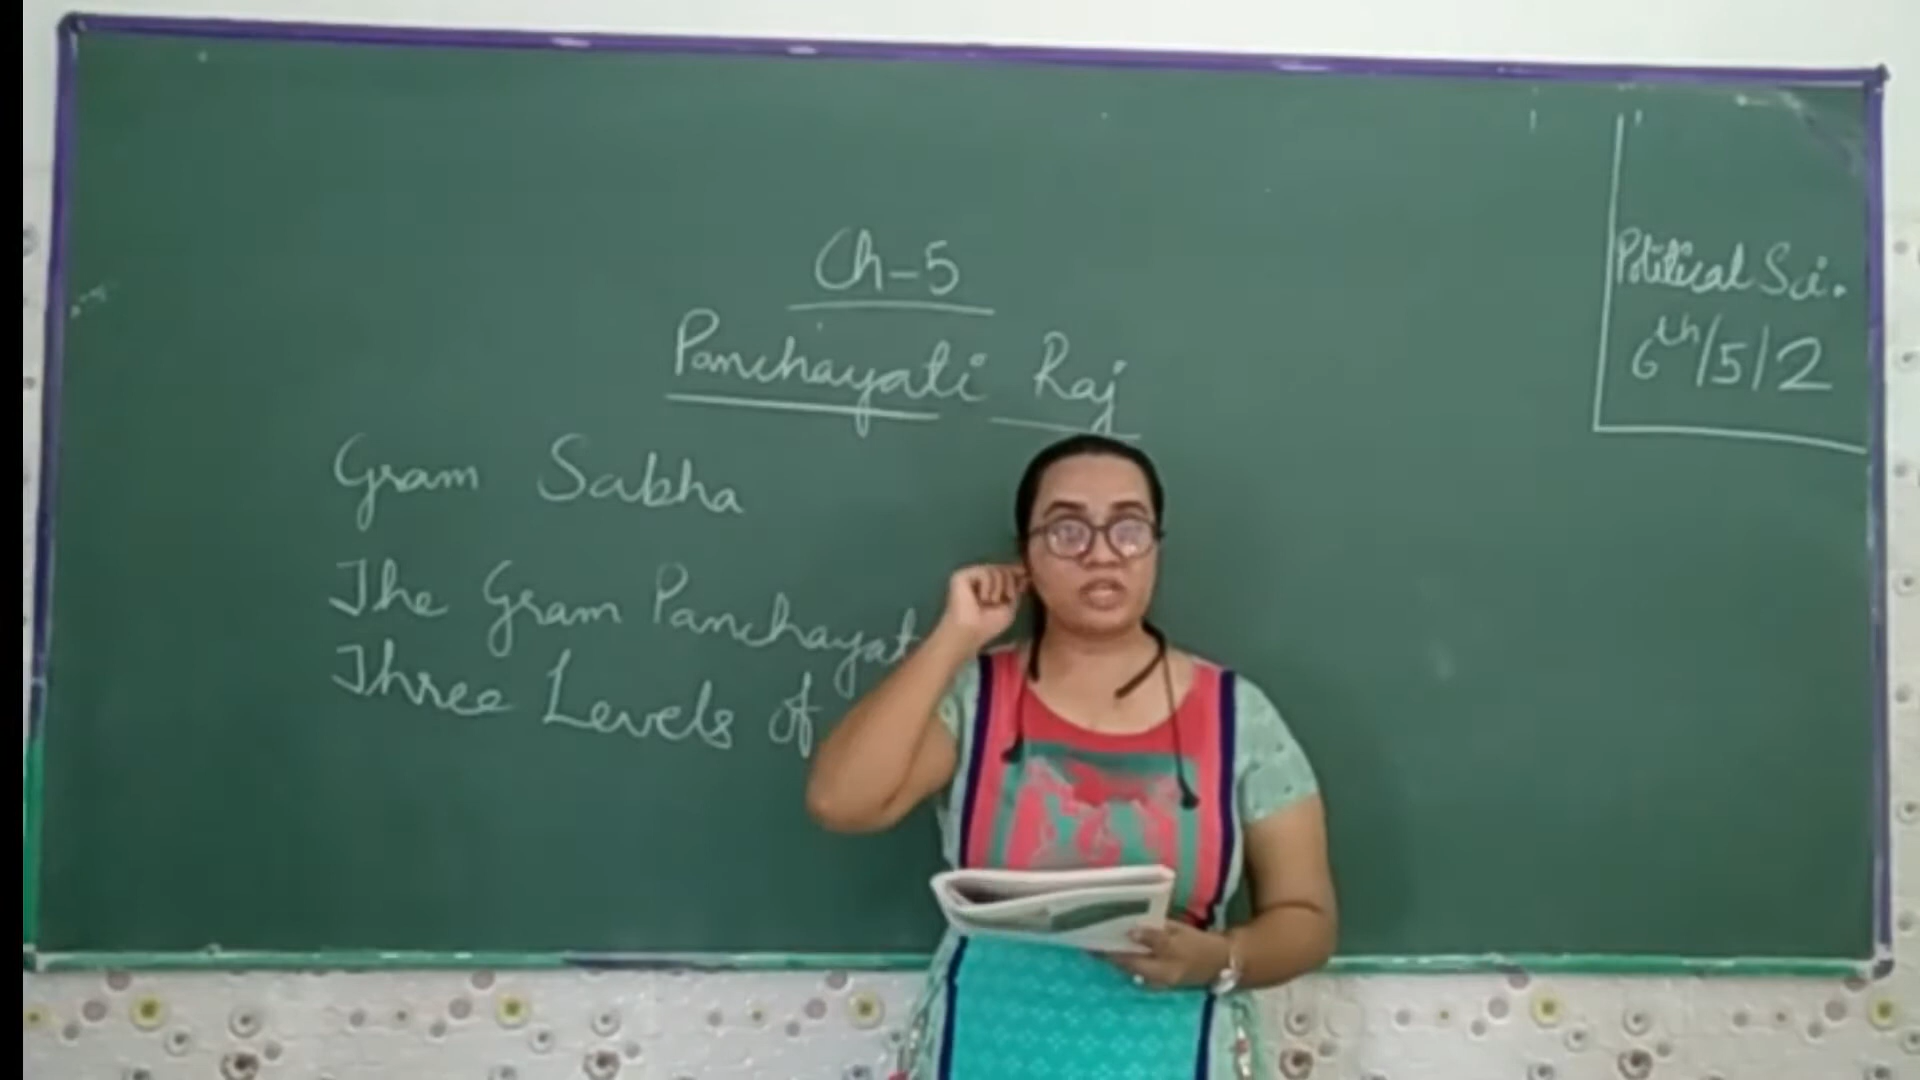 Ch-5
Panchayati Raj
Gram Sabha
The Gram Panchayat
Three Levels of
Political Sci.
6th/5/2